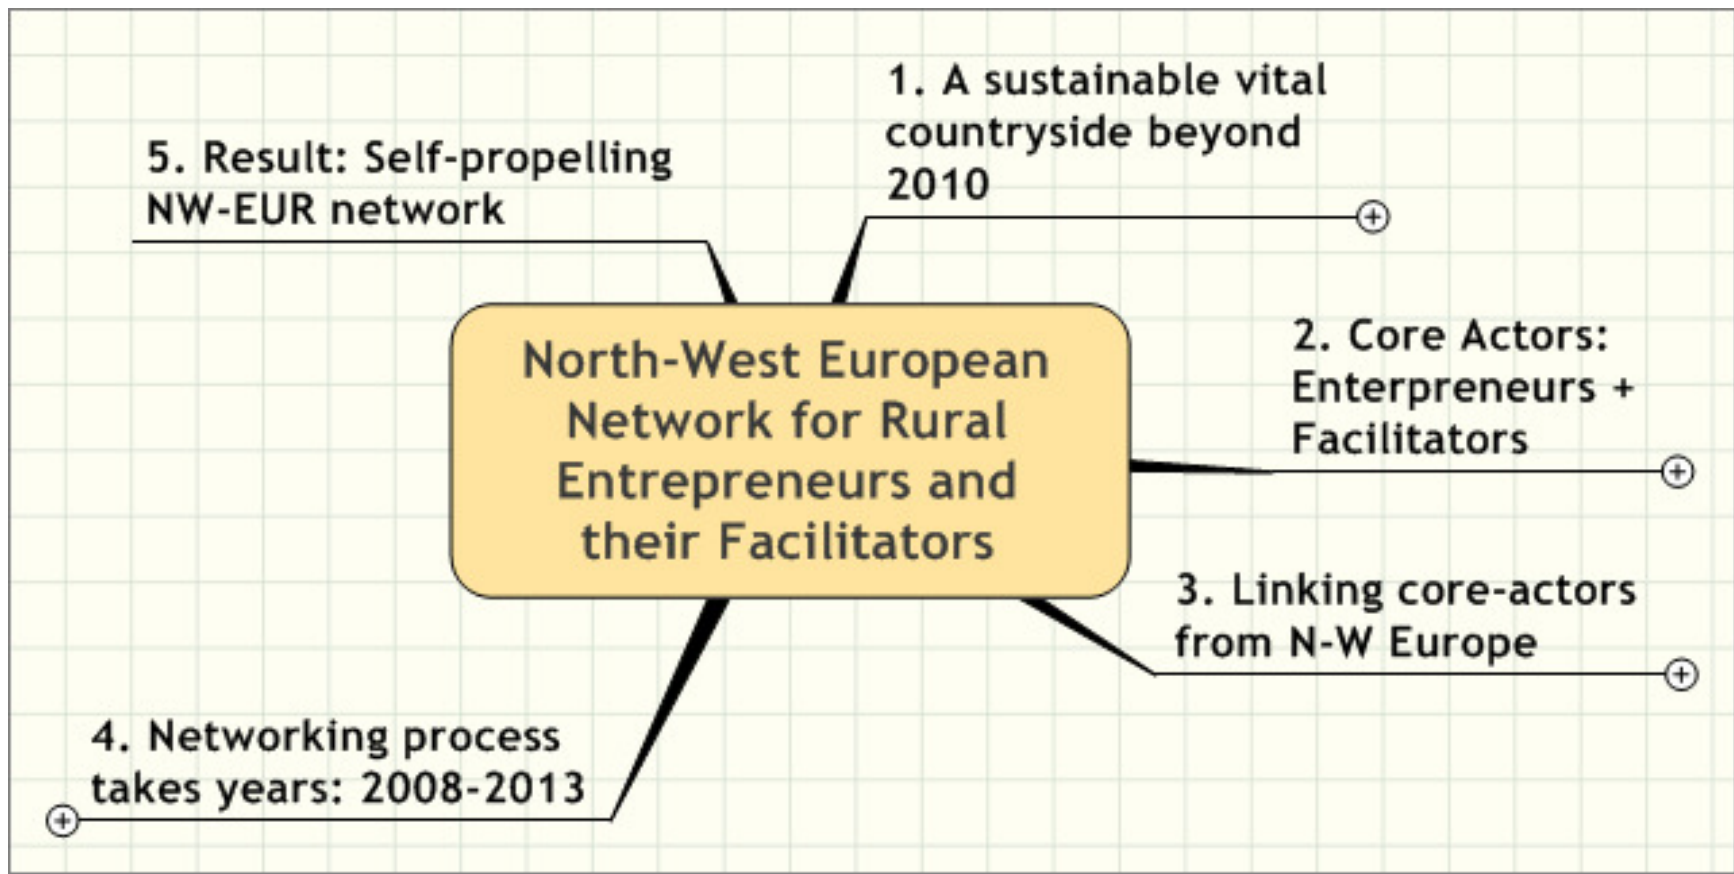 North-West European
Network for Rural
Entrepreneurs and
their Facilitators
1. A sustainable vital
countryside beyond
2010
2. Core Actors:
Enterpreneurs +
Facilitators
3. Linking core-actors
from N-W Europe
4. Networking process
takes years: 2008-2013
5. Result: Self-propelling
NW-EUR network